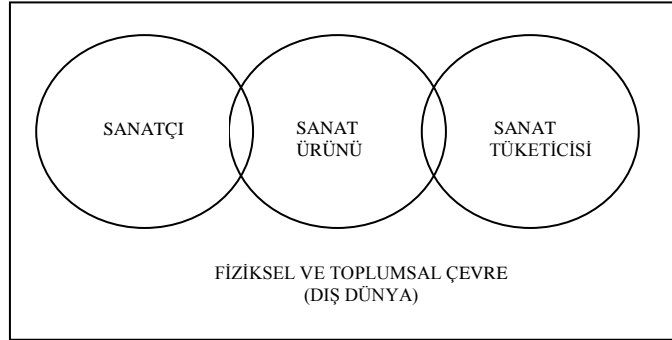 SANATÇI
SANAT
ÜRÜNÜ
SANAT
TÜKETİCİSİ
FİZİKSEL VE TOPLUMSAL ÇEVRE
(DIŞ DÜNYA)